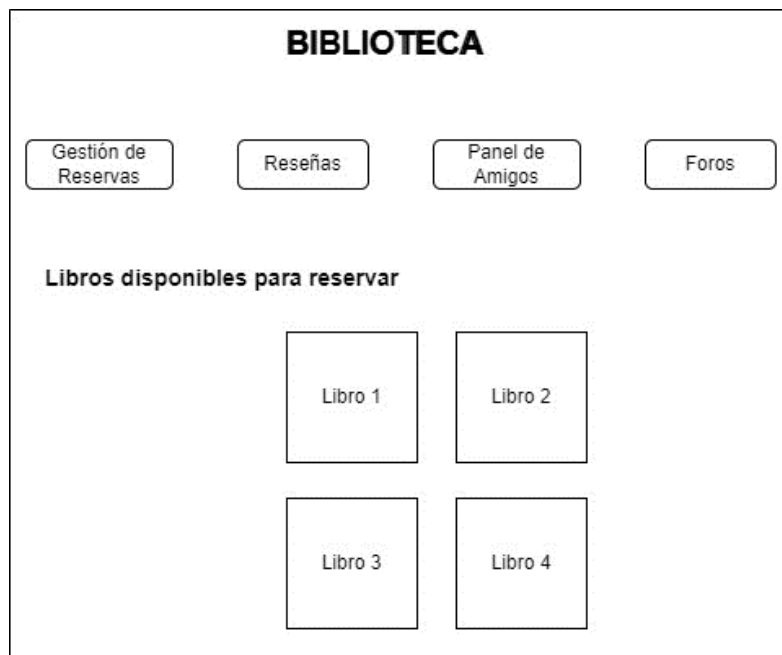 BIBLIOTECA
Gestión de
Reservas
Reseñas
Panel de
Amigos
Foros
Libros disponibles para reservar
Libro 1
Libro 2
Libro 3
Libro 4